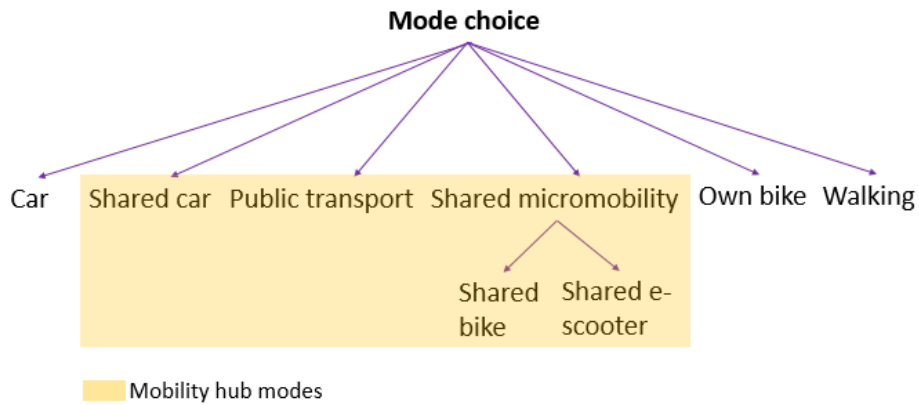 Mode choice
Car
Shared car
Public transport
Shared micromobility
Own bike
Walking
Shared
bike
Shared e-
scooter
Mobility hub modes